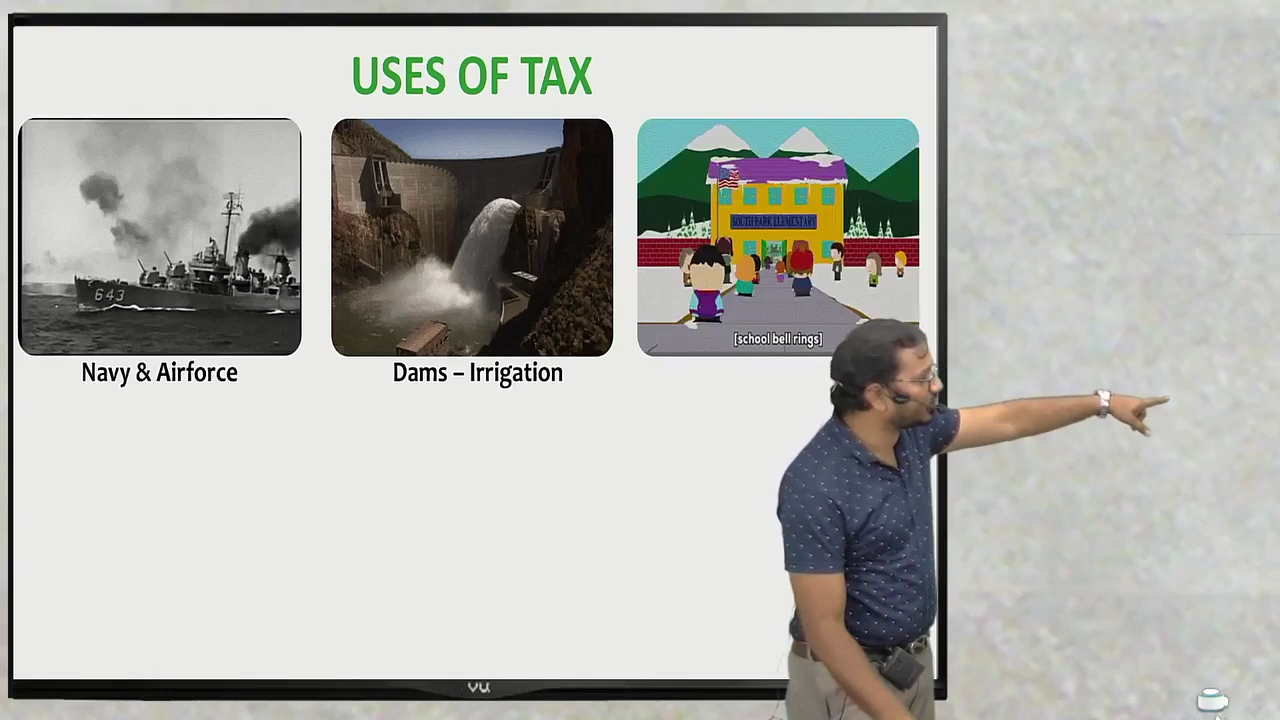 USES OF TAX
643
SOUTH PARK ELEMENTARY
[school bell rings]
Navy & Airforce
Dams – Irrigation
VU